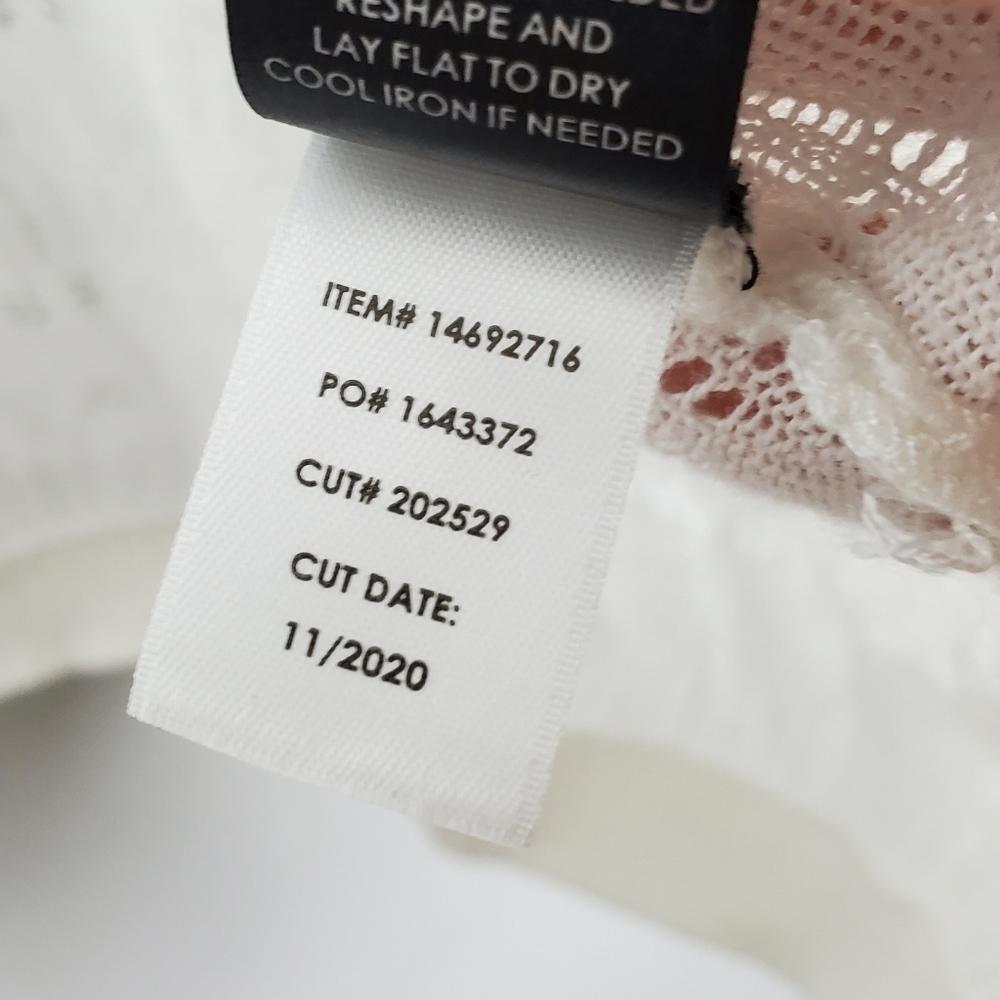 RESHAPE AND
LAY FLAT TO DRY
COOL IRON IF NEEDED
ITEM# 14692716
PO# 1643372
CUT# 202529
CUT DATE:
11/2020